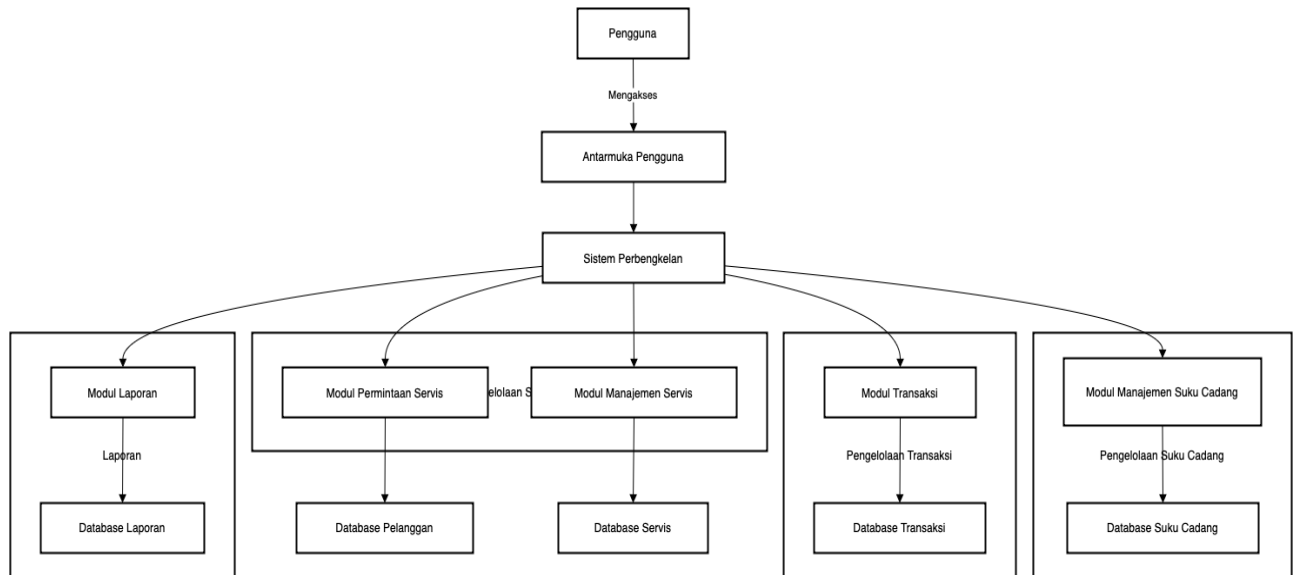 Pengguna
Mengakses
Antarmuka Pengguna
Sistem Perbengkelan
Modul Laporan
Modul Permintaan Servis
Modul Manajemen Servis
Modul Transaksi
Modul Manajemen Suku Cadang
Laporan
Pengelolaan Transaksi
Pengelolaan Suku Cadang
Database Laporan
Database Pelanggan
Database Servis
Database Transaksi
Database Suku Cadang